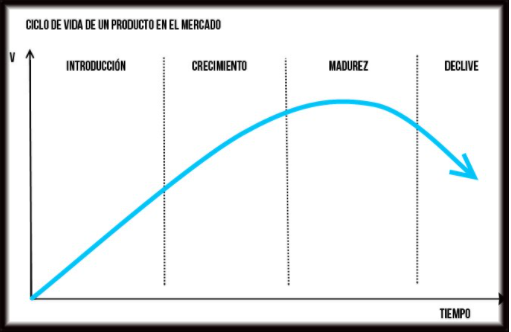 CICLO DE VIDA DE UN PRODUCTO EN EL MERCADO
V
INTRODUCCIÓN
CRECIMIENTO
MADUREZ
DECLIVE
TIEMPO